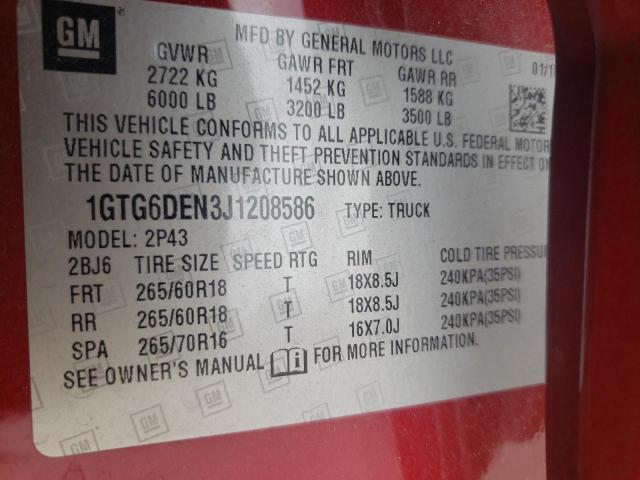 GM
MFD BY GENERAL MOTORS LLC
GVWR GAWR FRT GAWR RR 01/1
2722 KG 1452 KG 1588 KG
6000 LB 3200 LB 3500 LB
THIS VEHICLE CONFORMS TO ALL APPLICABLE U.S. FEDERAL MOTOR
VEHICLE SAFETY AND THEFT PREVENTION STANDARDS IN EFFECT ON
THE DATE OF MANUFACTURE SHOWN ABOVE.
1GTG6DEN3J1208586 TYPE: TRUCK
MODEL: 2P43
2BJ6 TIRE SIZE SPEED RTG RIM COLD TIRE PRESSUR
FRT 265/60R18 T 18X8.5J 240KPA(35PSI)
RR 265/60R18 T 18X8.5J 240KPA(35PSI)
SPA 265/70R16 T 16X7.0J 240KPA(35PSI)
SEE OWNER'S MANUAL FOR MORE INFORMATION.